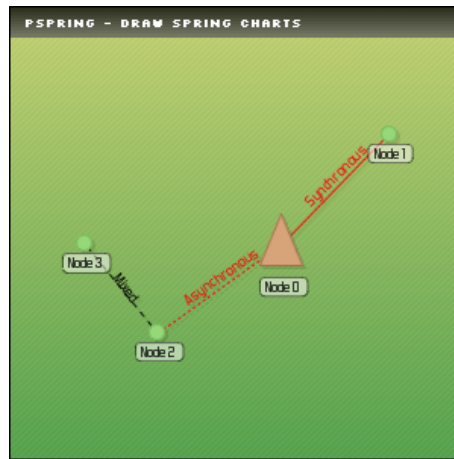 PSPRING - DRAW SPRING CHARTS
Synchronous
Node 1
Node 3
Mixed
Asynchronous
Node 0
Node 2